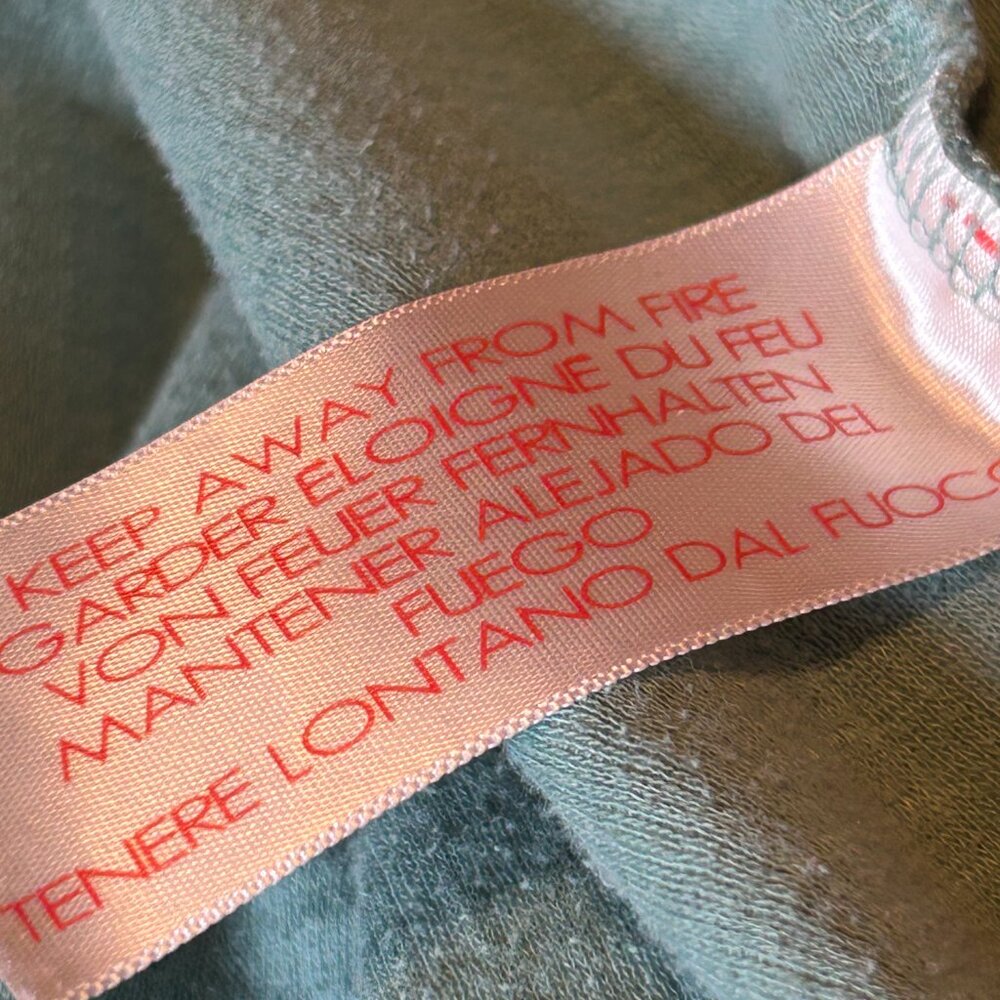 KEEP AWAY FROM FIRE
GARDER ELOIGNE DU FEU
VON FEUER FERNHALTEN
MANTENER ALEJADO DEL
FUEGO
TENERE LONTANO DAL FUOCO